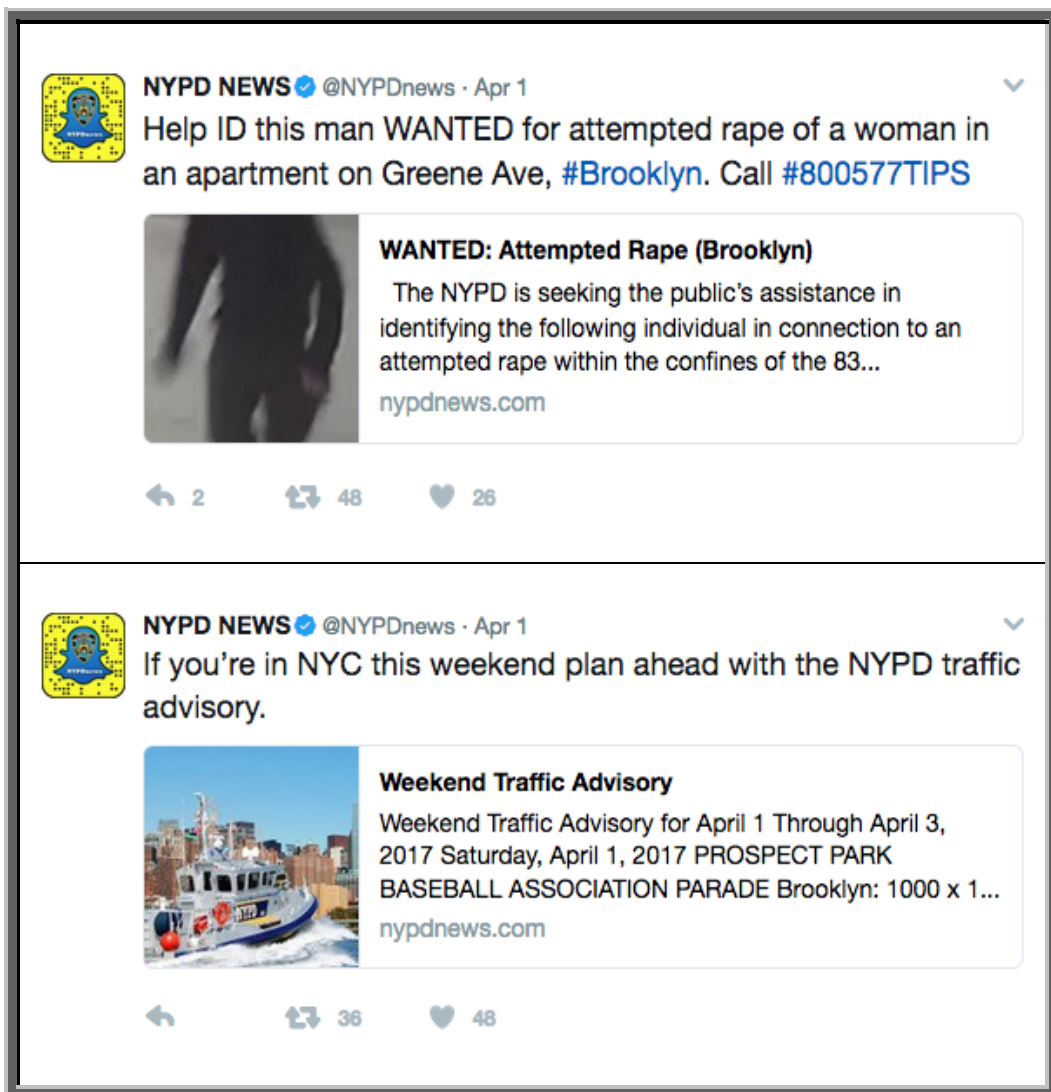 NYPD NEWS @NYPDnews · Apr 1
Help ID this man WANTED for attempted rape of a woman in
an apartment on Greene Ave, #Brooklyn. Call #800577TIPS
WANTED: Attempted Rape (Brooklyn)
The NYPD is seeking the public's assistance in
identifying the following individual in connection to an
attempted rape within the confines of the 83...
nypdnews.com
2 48 26
NYPD NEWS @NYPDnews · Apr 1
If you're in NYC this weekend plan ahead with the NYPD traffic
advisory.
Weekend Traffic Advisory
Weekend Traffic Advisory for April 1 Through April 3,
2017 Saturday, April 1, 2017 PROSPECT PARK
BASEBALL ASSOCIATION PARADE Brooklyn: 1000 x 1...
nypdnews.com
36 48